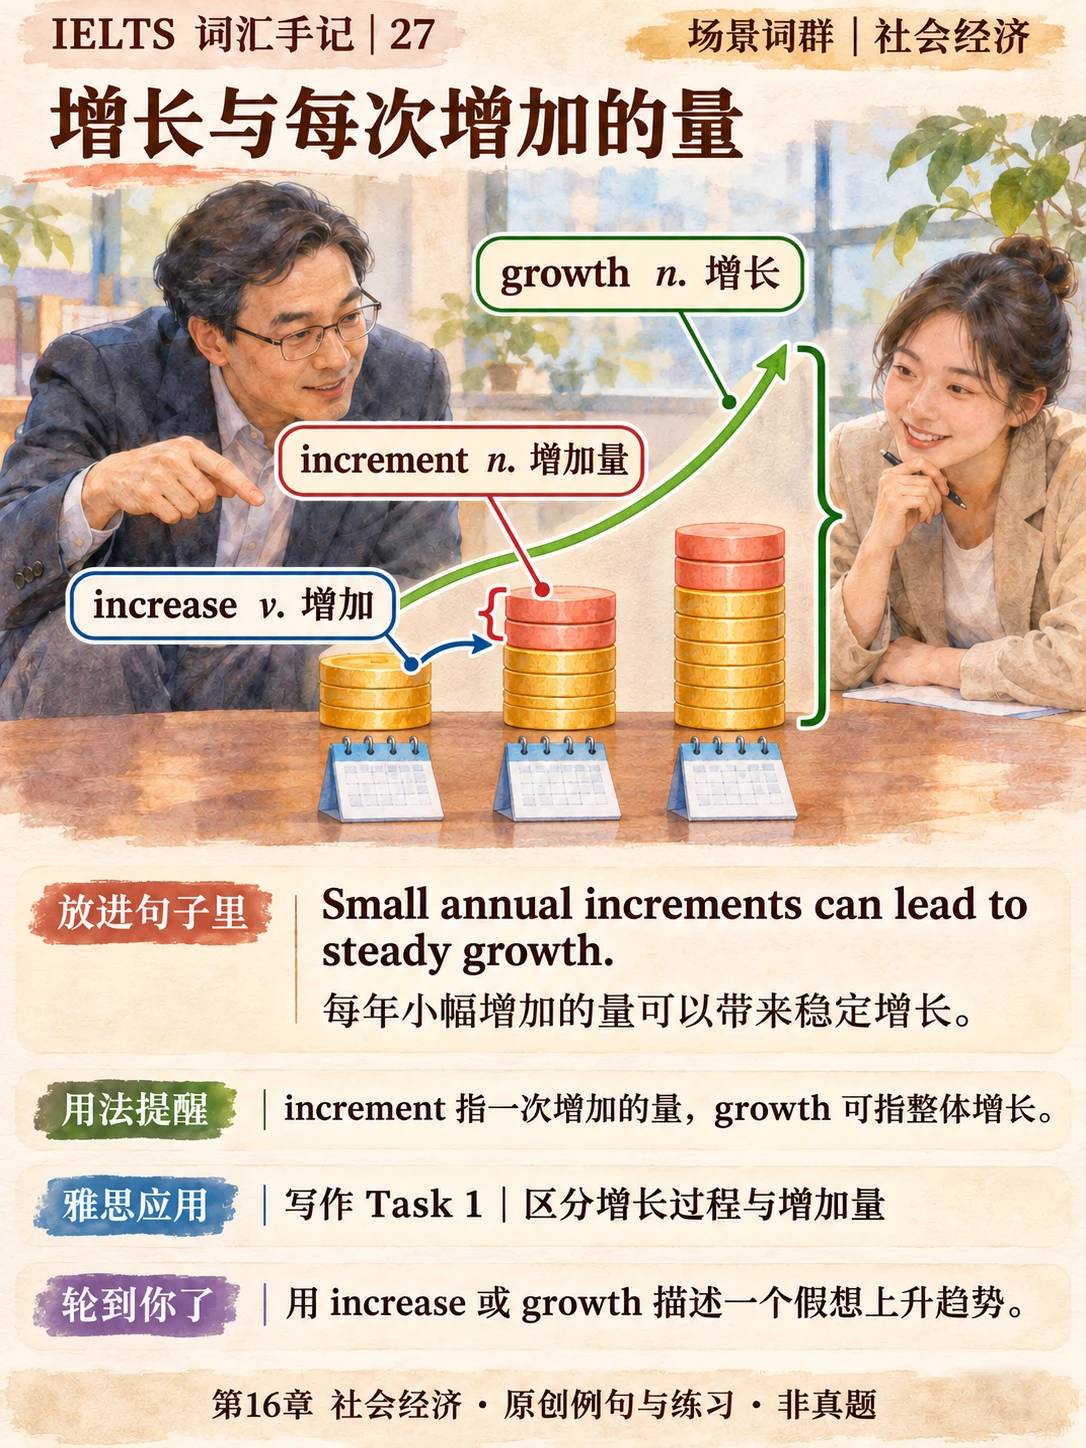 IELTS 词汇手记 | 27
场景词群 | 社会经济
增长与每次增加的量
growth n. 增长
increment n. 增加量
increase v. 增加
放进句子里
Small annual increments can lead to
steady growth.
每年小幅增加的量可以带来稳定增长。
用法提醒
increment 指一次增加的量，growth 可指整体增长。
雅思应用
写作 Task 1 | 区分增长过程与增加量
轮到你了
用 increase 或 growth 描述一个假想上升趋势。
第16章 社会经济 · 原创例句与练习 · 非真题